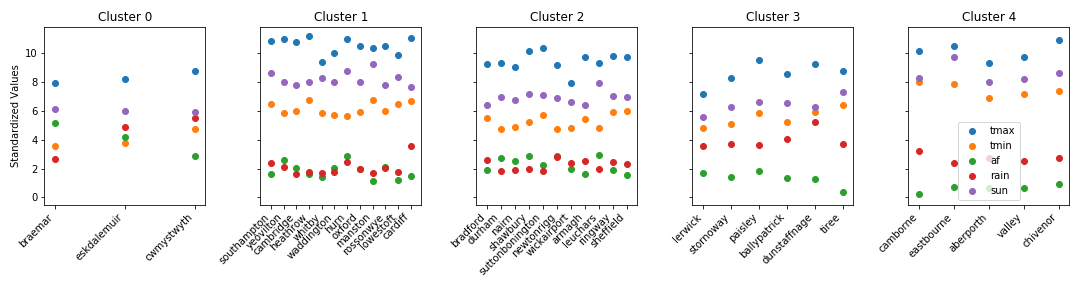 Cluster 0
Cluster 1
Cluster 2
Cluster 3
Cluster 4
Standardized Values
10
8
6
4
2
0
tmax
tmin
af
rain
sun
braemar
eskdalemuir
cwmystwyth
southampton
yeovilton
cambridge
heathrow
whitby
waddington
hurn
oxford
manston
rossonwye
lowestoft
cardiff
bradford
durham
nairn
shawbury
suttonbonington
newtonrigg
wickairport
armagh
leuchars
ringway
sheffield
lerwick
stornoway
paisley
ballypatrick
dunstaffnage
tiree
camborne
eastbourne
aberporth
valley
chivenor